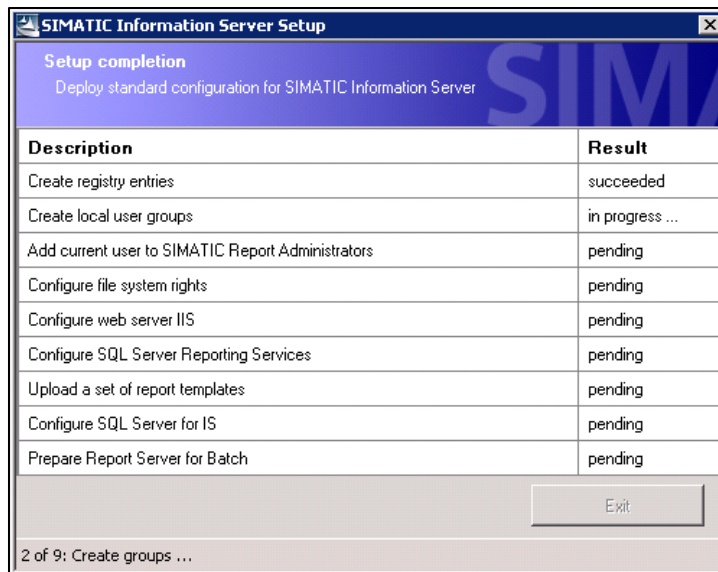 SIMATIC Information Server Setup
Setup completion
Deploy standard configuration for SIMATIC Information Server
SIM
Description Result
Create registry entries succeeded
Create local user groups in progress ...
Add current user to SIMATIC Report Administrators pending
Configure file system rights pending
Configure web server IIS pending
Configure SQL Server Reporting Services pending
Upload a set of report templates pending
Configure SQL Server for IS pending
Prepare Report Server for Batch pending
Exit
2 of 9: Create groups ...